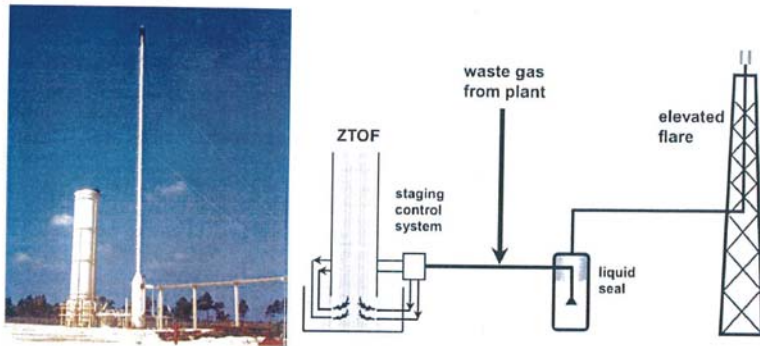 waste gas
from plant
ZTOF
staging
control
system
elevated
flare
liquid
seal